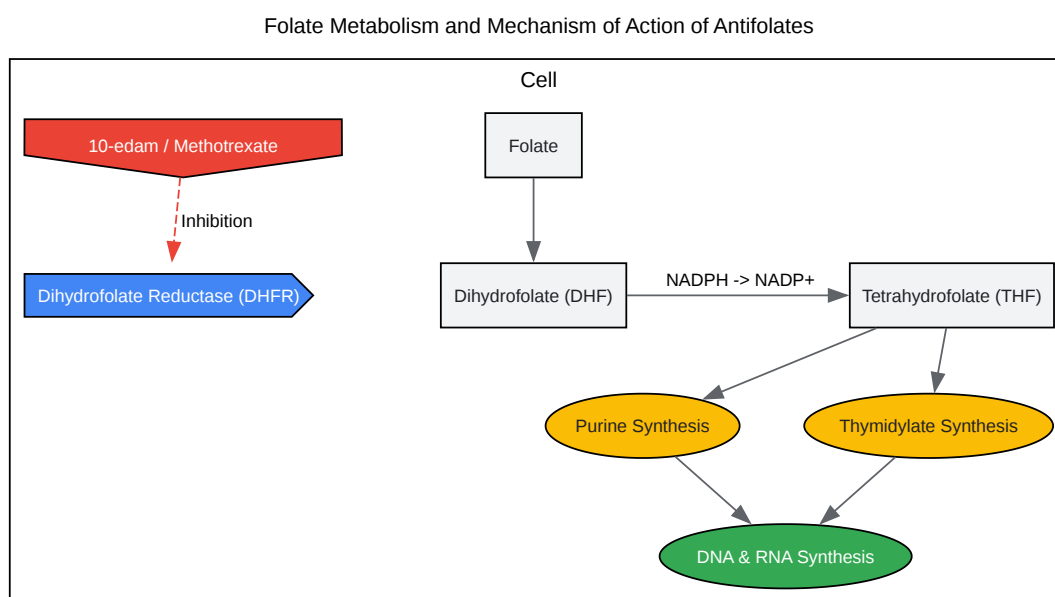 Folate Metabolism and Mechanism of Action of Antifolates
Cell
10-edam / Methotrexate
Folate
Inhibition
Dihydrofolate Reductase (DHFR)
Dihydrofolate (DHF)
NADPH -> NADP+
Tetrahydrofolate (THF)
Purine Synthesis
Thymidylate Synthesis
DNA & RNA Synthesis